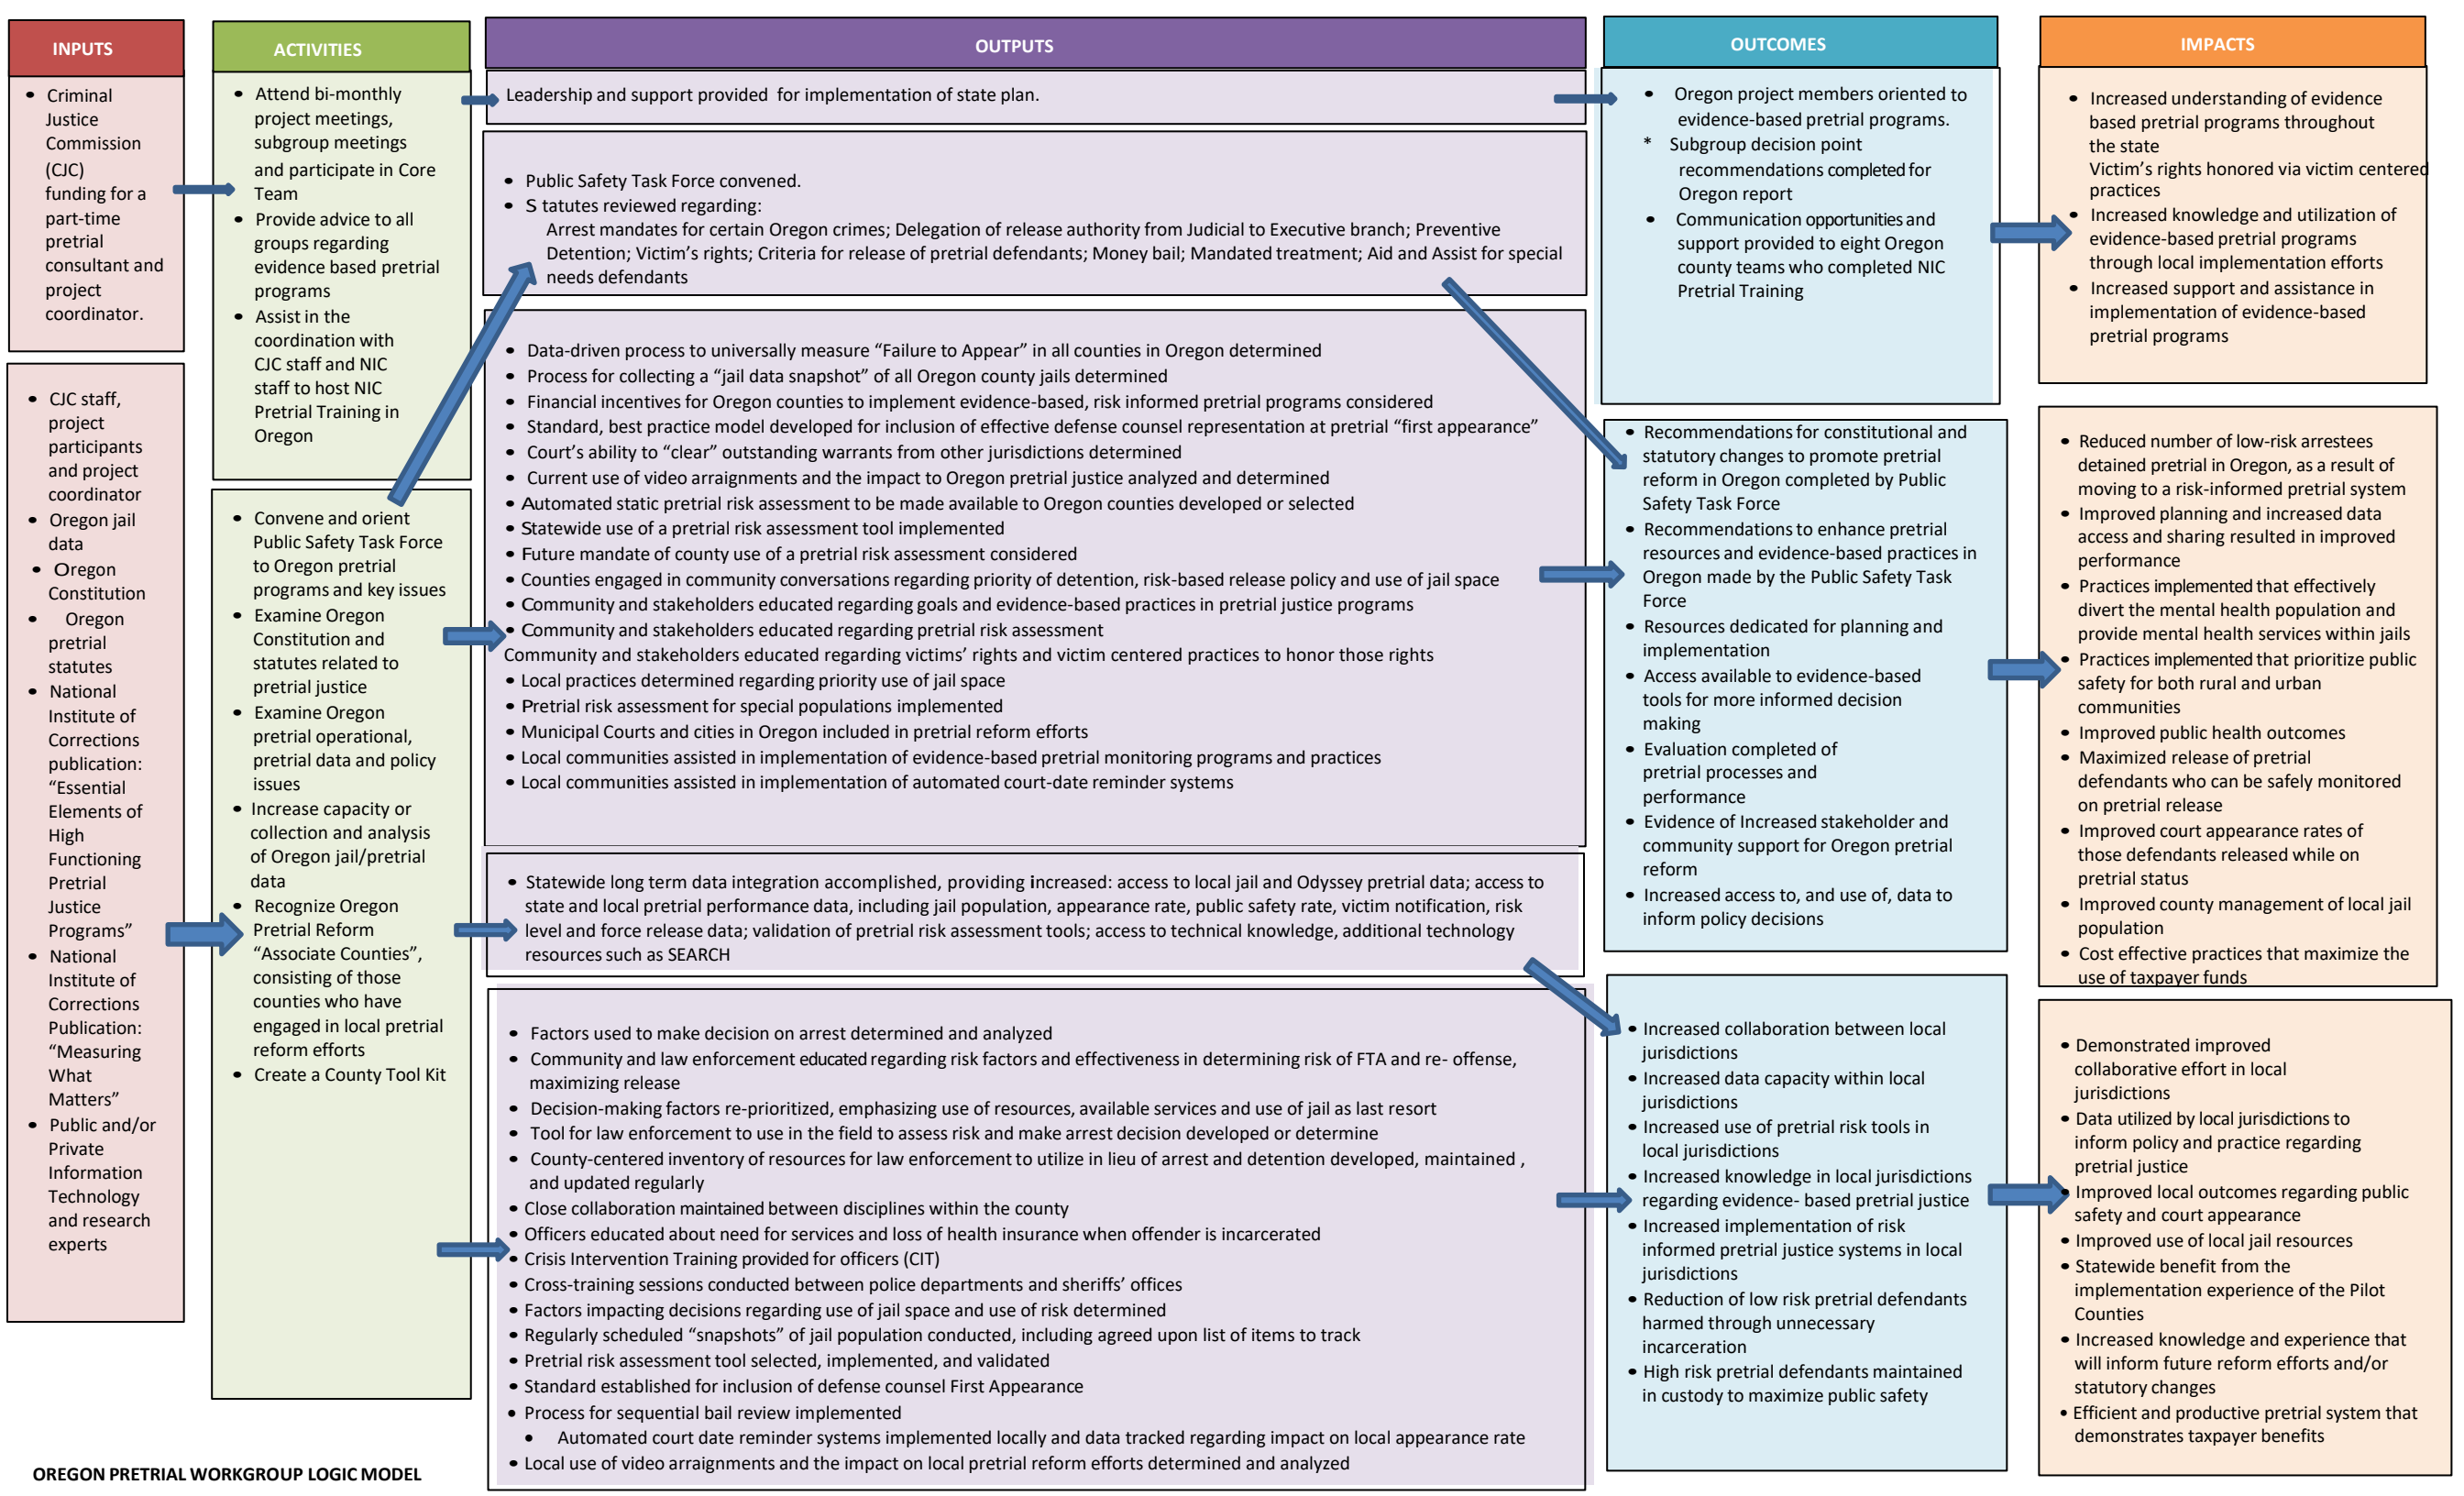 INPUTS
• Criminal
Justice
Commission
(CJC)
funding for a
part-time
pretrial
consultant and
project
coordinator.
• CJC staff,
project
participants
and project
coordinator
• Oregon jail
data
• Oregon
Constitution
• Oregon
pretrial
statutes
• National
Institute of
Corrections
publication:
“Essential
Elements of
High
Functioning
Pretrial
Justice
Programs”
• National
Institute of
Corrections
Publication:
“Measuring
What
Matters”
• Public and/or
Private
Information
Technology
and research
experts
ACTIVITIES
• Attend bi-monthly
project meetings,
subgroup meetings
and participate in Core
Team
• Provide advice to all
groups regarding
evidence based pretrial
programs
• Assist in the
coordination with
CJC staff and NIC
staff to host NIC
Pretrial Training in
Oregon
• Convene and orient
Public Safety Task Force
to Oregon pretrial
programs and key issues
• Examine Oregon
Constitution and
statutes related to
pretrial justice
• Examine Oregon
pretrial operational,
pretrial data and policy
issues
• Increase capacity or
collection and analysis
of Oregon jail/pretrial
data
• Recognize Oregon
Pretrial Reform
“Associate Counties”,
consisting of those
counties who have
engaged in local pretrial
reform efforts
• Create a County Tool Kit
OUTPUTS
Leadership and support provided for implementation of state plan.
• Public Safety Task Force convened.
• S tatutes reviewed regarding:
Arrest mandates for certain Oregon crimes; Delegation of release authority from Judicial to Executive branch; Preventive
Detention; Victim’s rights; Criteria for release of pretrial defendants; Money bail; Mandated treatment; Aid and Assist for special
needs defendants
• Data-driven process to universally measure “Failure to Appear” in all counties in Oregon determined
• Process for collecting a “jail data snapshot” of all Oregon county jails determined
• Financial incentives for Oregon counties to implement evidence-based, risk informed pretrial programs considered
• Standard, best practice model developed for inclusion of effective defense counsel representation at pretrial “first appearance”
• Court’s ability to “clear” outstanding warrants from other jurisdictions determined
• Current use of video arraignments and the impact to Oregon pretrial justice analyzed and determined
• Automated static pretrial risk assessment to be made available to Oregon counties developed or selected
• Statewide use of a pretrial risk assessment tool implemented
• Future mandate of county use of a pretrial risk assessment considered
• Counties engaged in community conversations regarding priority of detention, risk-based release policy and use of jail space
• Community and stakeholders educated regarding goals and evidence-based practices in pretrial justice programs
• Community and stakeholders educated regarding pretrial risk assessment
Community and stakeholders educated regarding victims’ rights and victim centered practices to honor those rights
• Local practices determined regarding priority use of jail space
• Pretrial risk assessment for special populations implemented
• Municipal Courts and cities in Oregon included in pretrial reform efforts
• Local communities assisted in implementation of evidence-based pretrial monitoring programs and practices
• Local communities assisted in implementation of automated court-date reminder systems
• Statewide long term data integration accomplished, providing increased: access to local jail and Odyssey pretrial data; access to
state and local pretrial performance data, including jail population, appearance rate, public safety rate, victim notification, risk
level and force release data; validation of pretrial risk assessment tools; access to technical knowledge, additional technology
resources such as SEARCH
• Factors used to make decision on arrest determined and analyzed
• Community and law enforcement educated regarding risk factors and effectiveness in determining risk of FTA and re- offense,
maximizing release
• Decision-making factors re-prioritized, emphasizing use of resources, available services and use of jail as last resort
• Tool for law enforcement to use in the field to assess risk and make arrest decision developed or determine
• County-centered inventory of resources for law enforcement to utilize in lieu of arrest and detention developed, maintained ,
and updated regularly
• Close collaboration maintained between disciplines within the county
• Officers educated about need for services and loss of health insurance when offender is incarcerated
• Crisis Intervention Training provided for officers (CIT)
• Cross-training sessions conducted between police departments and sheriffs’ offices
• Factors impacting decisions regarding use of jail space and use of risk determined
• Regularly scheduled “snapshots” of jail population conducted, including agreed upon list of items to track
• Pretrial risk assessment tool selected, implemented, and validated
• Standard established for inclusion of defense counsel First Appearance
• Process for sequential bail review implemented
• Automated court date reminder systems implemented locally and data tracked regarding impact on local appearance rate
• Local use of video arraignments and the impact on local pretrial reform efforts determined and analyzed
OUTCOMES
• Oregon project members oriented to
evidence-based pretrial programs.
* Subgroup decision point
recommendations completed for
Oregon report
• Communication opportunities and
support provided to eight Oregon
county teams who completed NIC
Pretrial Training
• Recommendations for constitutional and
statutory changes to promote pretrial
reform in Oregon completed by Public
Safety Task Force
• Recommendations to enhance pretrial
resources and evidence-based practices in
Oregon made by the Public Safety Task
Force
• Resources dedicated for planning and
implementation
• Access available to evidence-based
tools for more informed decision
making
• Evaluation completed of
pretrial processes and
performance
• Evidence of Increased stakeholder and
community support for Oregon pretrial
reform
• Increased access to, and use of, data to
inform policy decisions
• Increased collaboration between local
jurisdictions
• Increased data capacity within local
jurisdictions
• Increased use of pretrial risk tools in
local jurisdictions
• Increased knowledge in local jurisdictions
regarding evidence- based pretrial justice
• Increased implementation of risk
informed pretrial justice systems in local
jurisdictions
• Reduction of low risk pretrial defendants
harmed through unnecessary
incarceration
• High risk pretrial defendants maintained
in custody to maximize public safety
IMPACTS
• Increased understanding of evidence
based pretrial programs throughout
the state
Victim’s rights honored via victim centered
practices
• Increased knowledge and utilization of
evidence-based pretrial programs
through local implementation efforts
• Increased support and assistance in
implementation of evidence-based
pretrial programs
• Reduced number of low-risk arrestees
detained pretrial in Oregon, as a result of
moving to a risk-informed pretrial system
• Improved planning and increased data
access and sharing resulted in improved
performance
• Practices implemented that effectively
divert the mental health population and
provide mental health services within jails
• Practices implemented that prioritize public
safety for both rural and urban
communities
• Improved public health outcomes
• Maximized release of pretrial
defendants who can be safely monitored
on pretrial release
• Improved court appearance rates of
those defendants released while on
pretrial status
• Improved county management of local jail
population
• Cost effective practices that maximize the
use of taxpayer funds
• Demonstrated improved
collaborative effort in local
jurisdictions
• Data utilized by local jurisdictions to
inform policy and practice regarding
pretrial justice
• Improved local outcomes regarding public
safety and court appearance
• Improved use of local jail resources
• Statewide benefit from the
implementation experience of the Pilot
Counties
• Increased knowledge and experience that
will inform future reform efforts and/or
statutory changes
• Efficient and productive pretrial system that
demonstrates taxpayer benefits
OREGON PRETRIAL WORKGROUP LOGIC MODEL